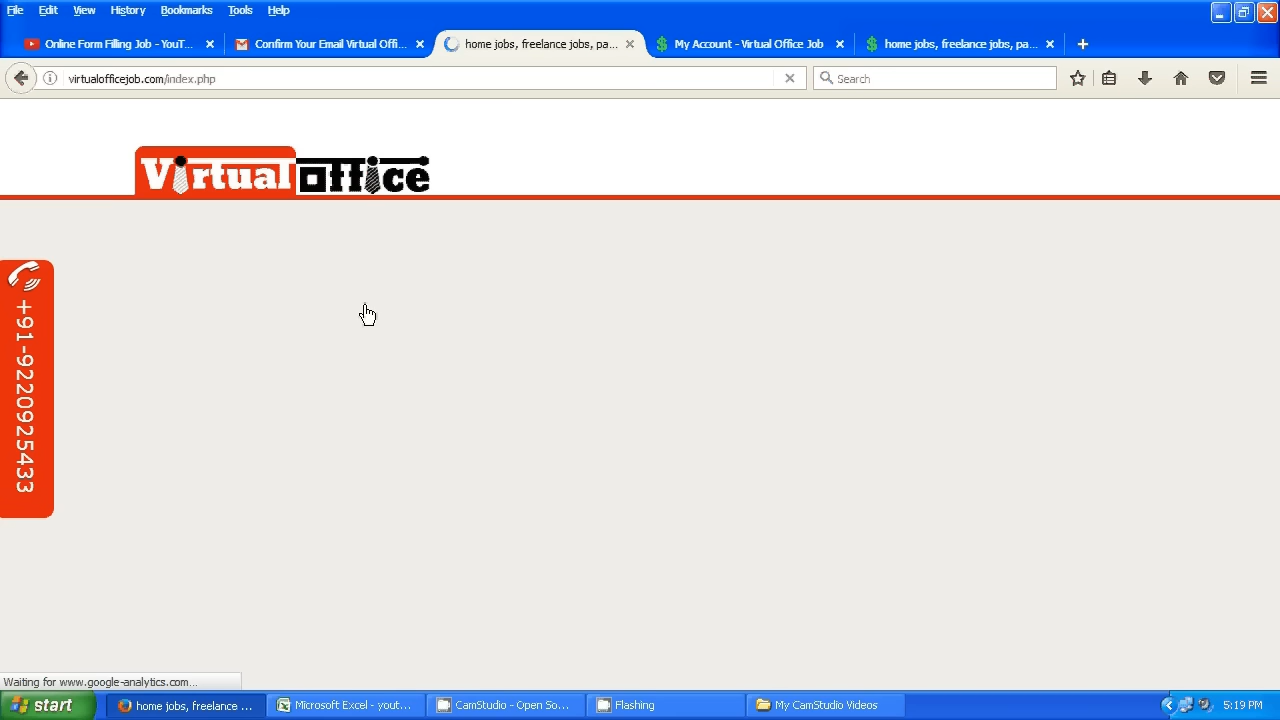 File Edit View History Bookmarks Tools Help
Online Form Filling Job - YouT... Confirm Your Email Virtual Offi... home jobs, freelance jobs, pa... My Account - Virtual Office Job home jobs, freelance jobs, pa...
virtualofficejob.com/index.php Search
Virtual office
+91-9220925433
Waiting for www.google-analytics.com...
start home jobs, freelance ... Microsoft Excel - yout... CamStudio - Open So... Flashing My CamStudio Videos 5:19 PM